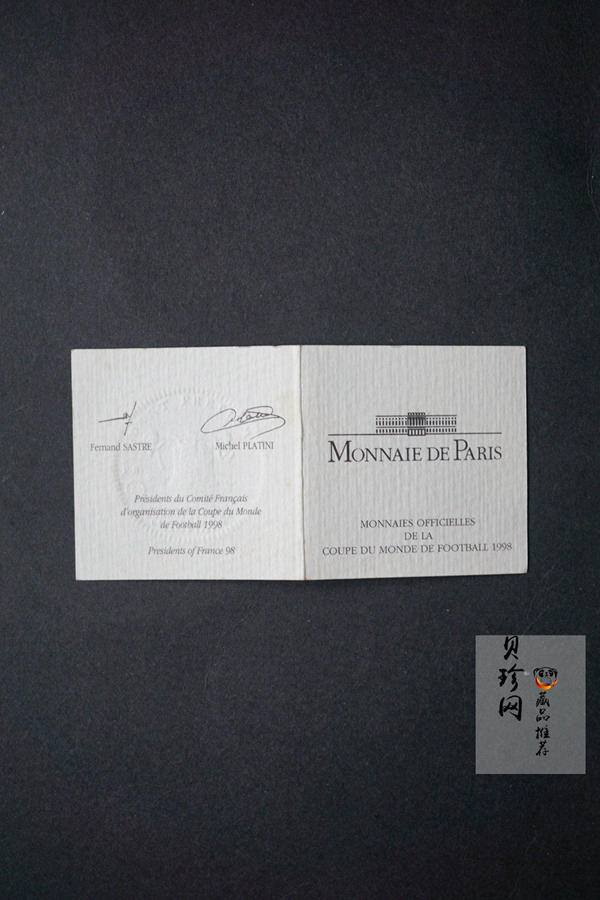 Fernand SASTRE
Michel PLATINI
Présidents du Comité Français
d'organisation de la Coupe du Monde
de Football 1998
Presidents of France 98
MONNAIE DE PARIS
MONNAIES OFFICIELLES
DE LA
COUPE DU MONDE DE FOOTBALL 1998
贝珍网
藏品推荐